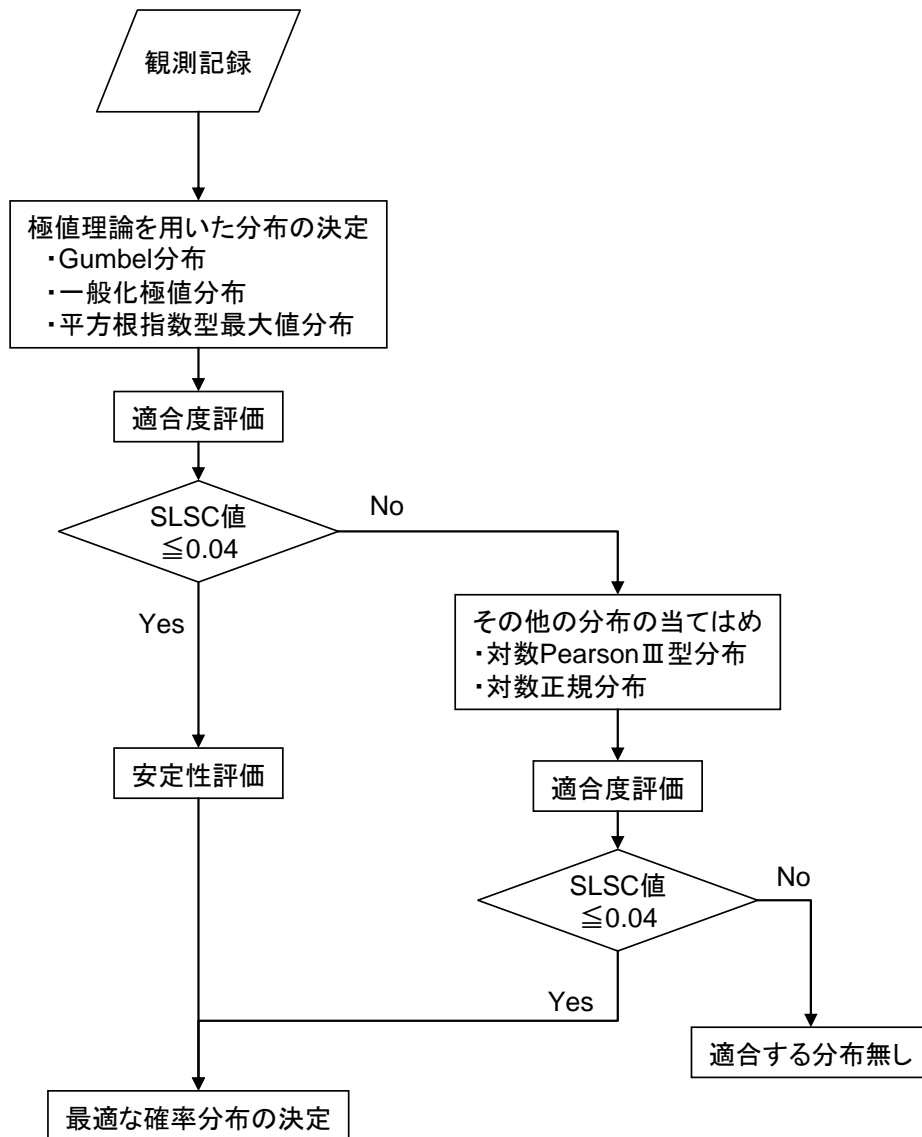 観測記録
極値理論を用いた分布の決定
・Gumbel分布
・一般化極値分布
・平方根指数型最大値分布
適合度評価
SLSC値
≦0.04
No
Yes
その他の分布の当てはめ
・対数PearsonⅢ型分布
・対数正規分布
安定性評価
適合度評価
SLSC値
≦0.04
No
Yes
適合する分布無し
最適な確率分布の決定